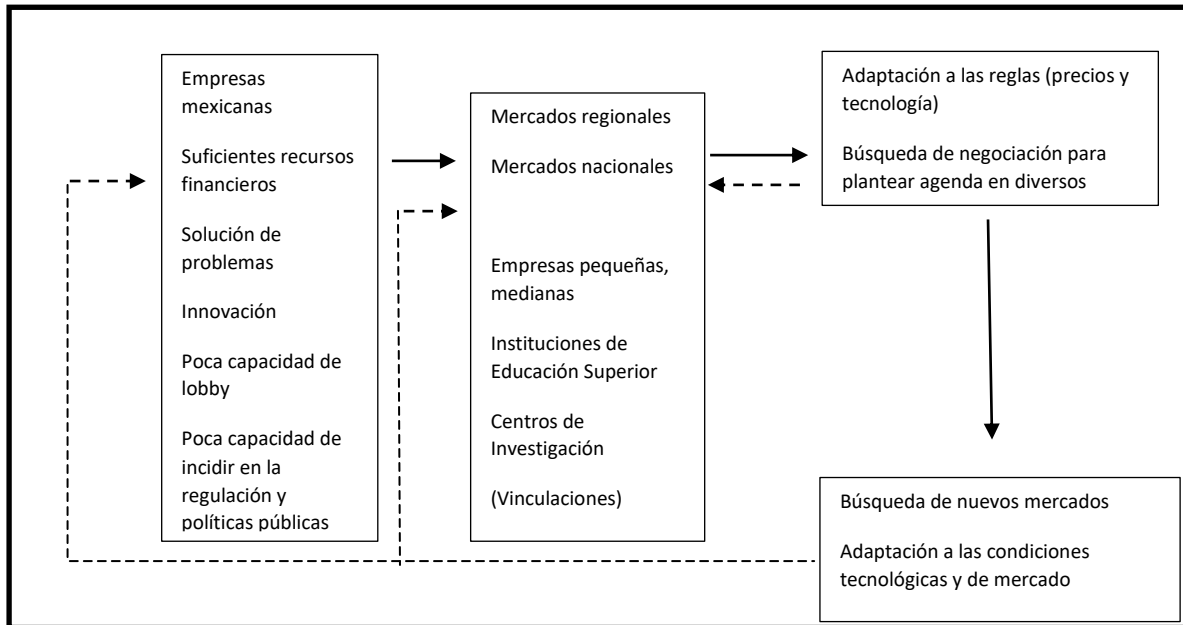 Empresas
mexicanas
Suficientes recursos
financieros
Solución de
problemas
Innovación
Poca capacidad de
lobby
Poca capacidad de
incidir en la
regulación y
políticas públicas
Mercados regionales
Mercados nacionales
Empresas pequeñas,
medianas
Instituciones de
Educación Superior
Centros de
Investigación
(Vinculaciones)
Adaptación a las reglas (precios y
tecnología)
Búsqueda de negociación para
plantear agenda en diversos
Búsqueda de nuevos mercados
Adaptación a las condiciones
tecnológicas y de mercado